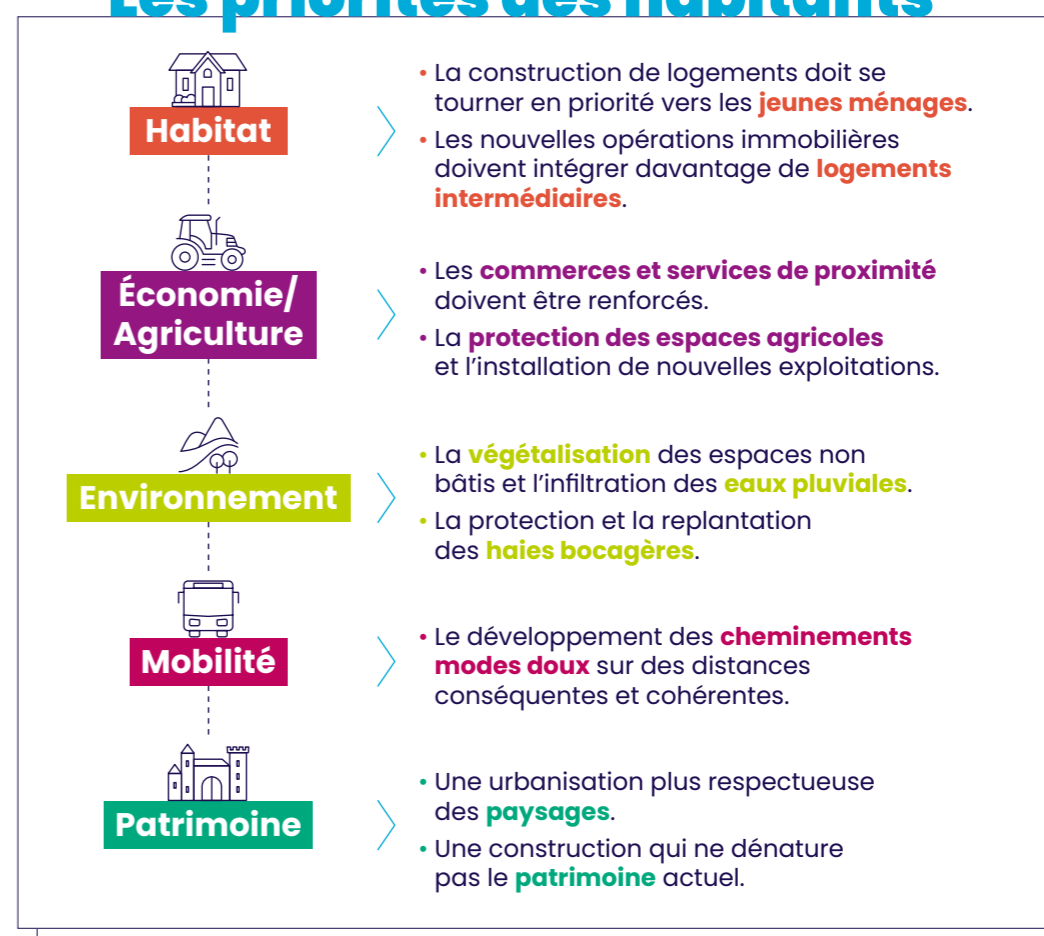 Les priorités des habitants
Habitat
• La construction de logements doit se
tourner en priorité vers les jeunes ménages.
• Les nouvelles opérations immobilières
doivent intégrer davantage de logements
intermédiaires.
Économie/
Agriculture
• Les commerces et services de proximité
doivent être renforcés.
• La protection des espaces agricoles
et l’installation de nouvelles exploitations.
Environnement
• La végétalisation des espaces non
bâtis et l’infiltration des eaux pluviales.
• La protection et la replantation
des haies bocagères.
Mobilité
• Le développement des cheminements
modes doux sur des distances
conséquentes et cohérentes.
Patrimoine
• Une urbanisation plus respectueuse
des paysages.
• Une construction qui ne dénature
pas le patrimoine actuel.